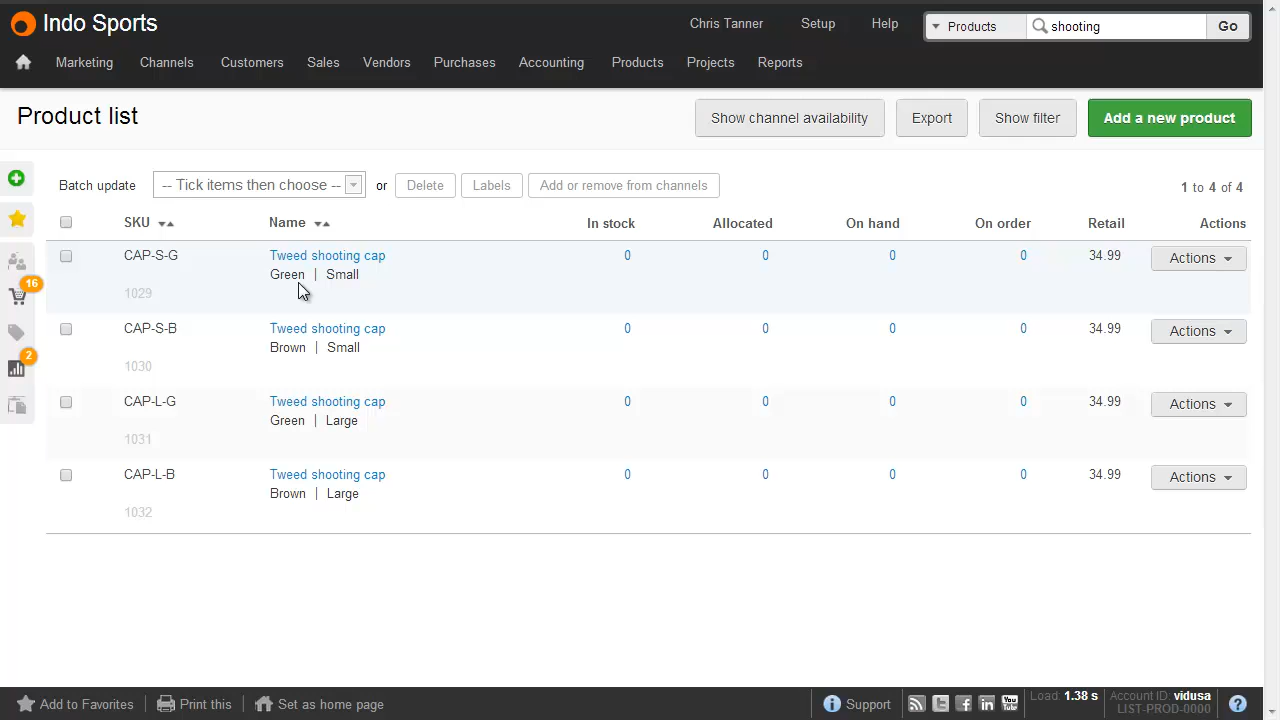 Indo Sports
Chris Tanner Setup Help Products shooting Go
Marketing Channels Customers Sales Vendors Purchases Accounting Products Projects Reports
Product list
Show channel availability Export Show filter Add a new product
Batch update -- Tick items then choose -- or Delete Labels Add or remove from channels 1 to 4 of 4
SKU Name In stock Allocated On hand On order Retail Actions
CAP-S-G Tweed shooting cap 0 0 0 0 34.99 Actions
Green | Small
16
1029
CAP-S-B Tweed shooting cap 0 0 0 0 34.99 Actions
Brown | Small
2
1030
CAP-L-G Tweed shooting cap 0 0 0 0 34.99 Actions
Green | Large
1031
CAP-L-B Tweed shooting cap 0 0 0 0 34.99 Actions
Brown | Large
1032
Add to Favorites Print this Set as home page Support You Tube Load: 1.38 s Account ID: vidusa
LIST-PROD-0000